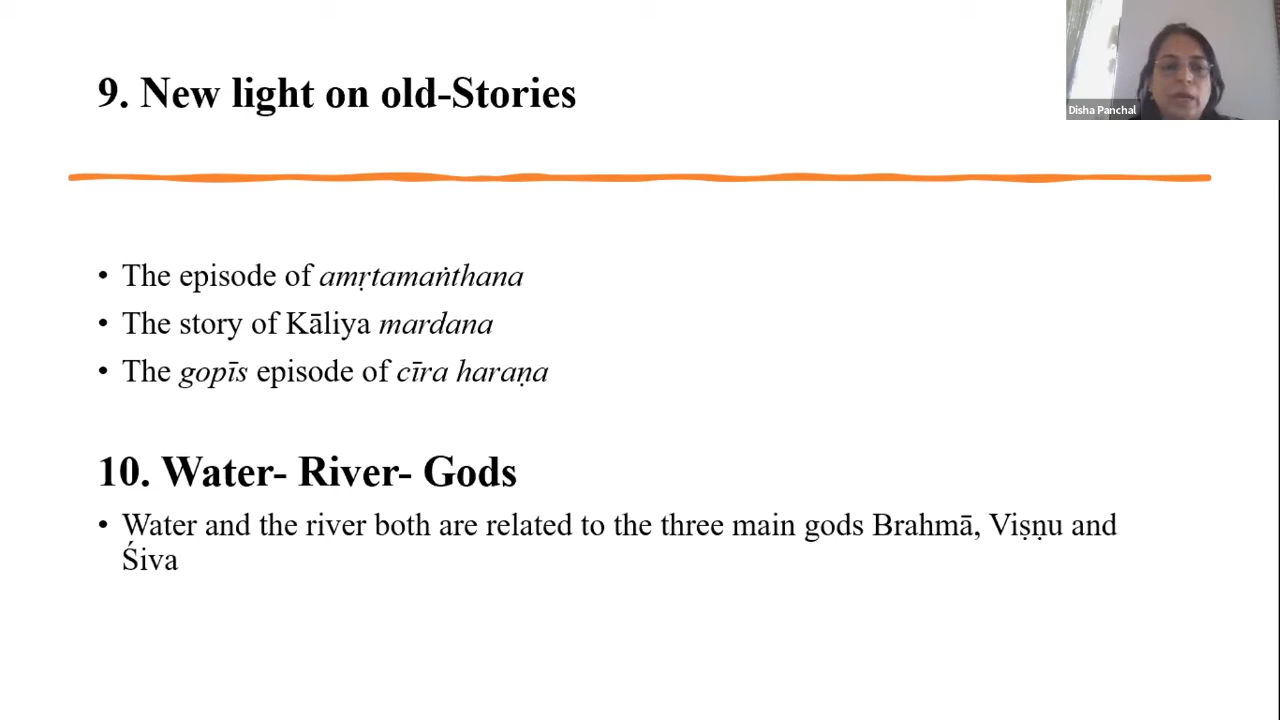 9. New light on old-Stories
Disha Panchal
• The episode of amṛtamaṅthana
• The story of Kāliya mardana
• The gopīs episode of cīra haraṇa
10. Water- River- Gods
• Water and the river both are related to the three main gods Brahmā, Viṣṇu and
Śiva